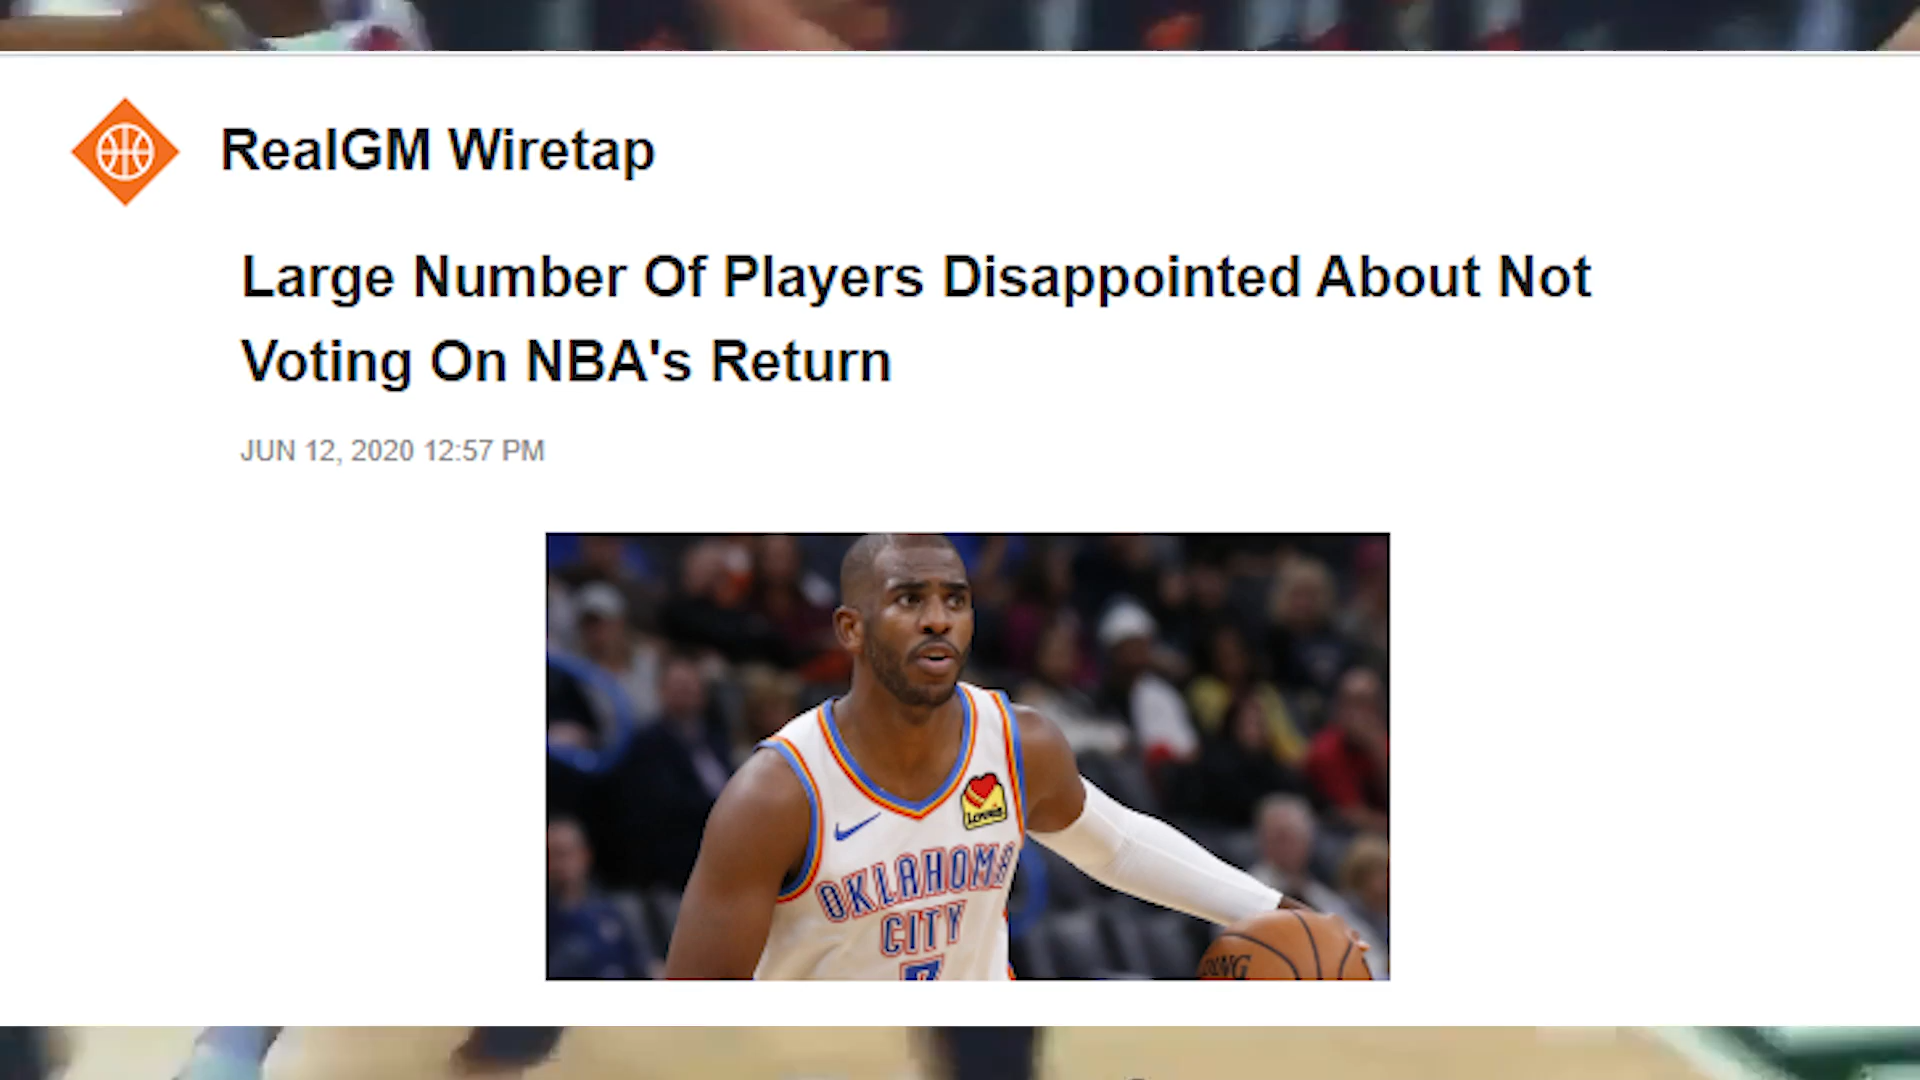 RealGM Wiretap
Large Number Of Players Disappointed About Not
Voting On NBA's Return
JUN 12, 2020 12:57 PM
Love's
OKLAHOMA
CITY